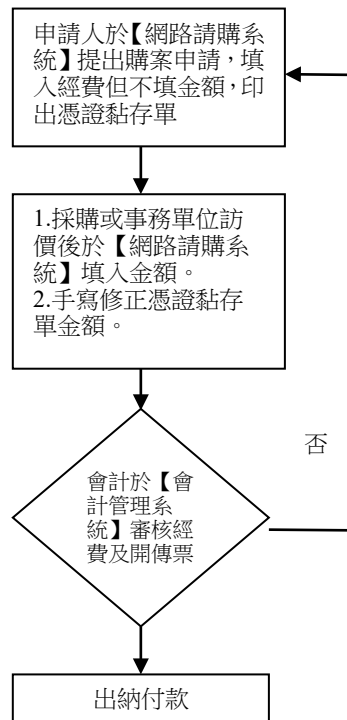 申請人於【網路請購系
統】提出購案申請，填
入經費但不填金額，印
出憑證黏存單
1.採購或事務單位訪
價後於【網路請購系
統】填入金額。
2.手寫修正憑證黏存
單金額。
否
會計於【會
計管理系
統】審核經
費及開傳票
出納付款